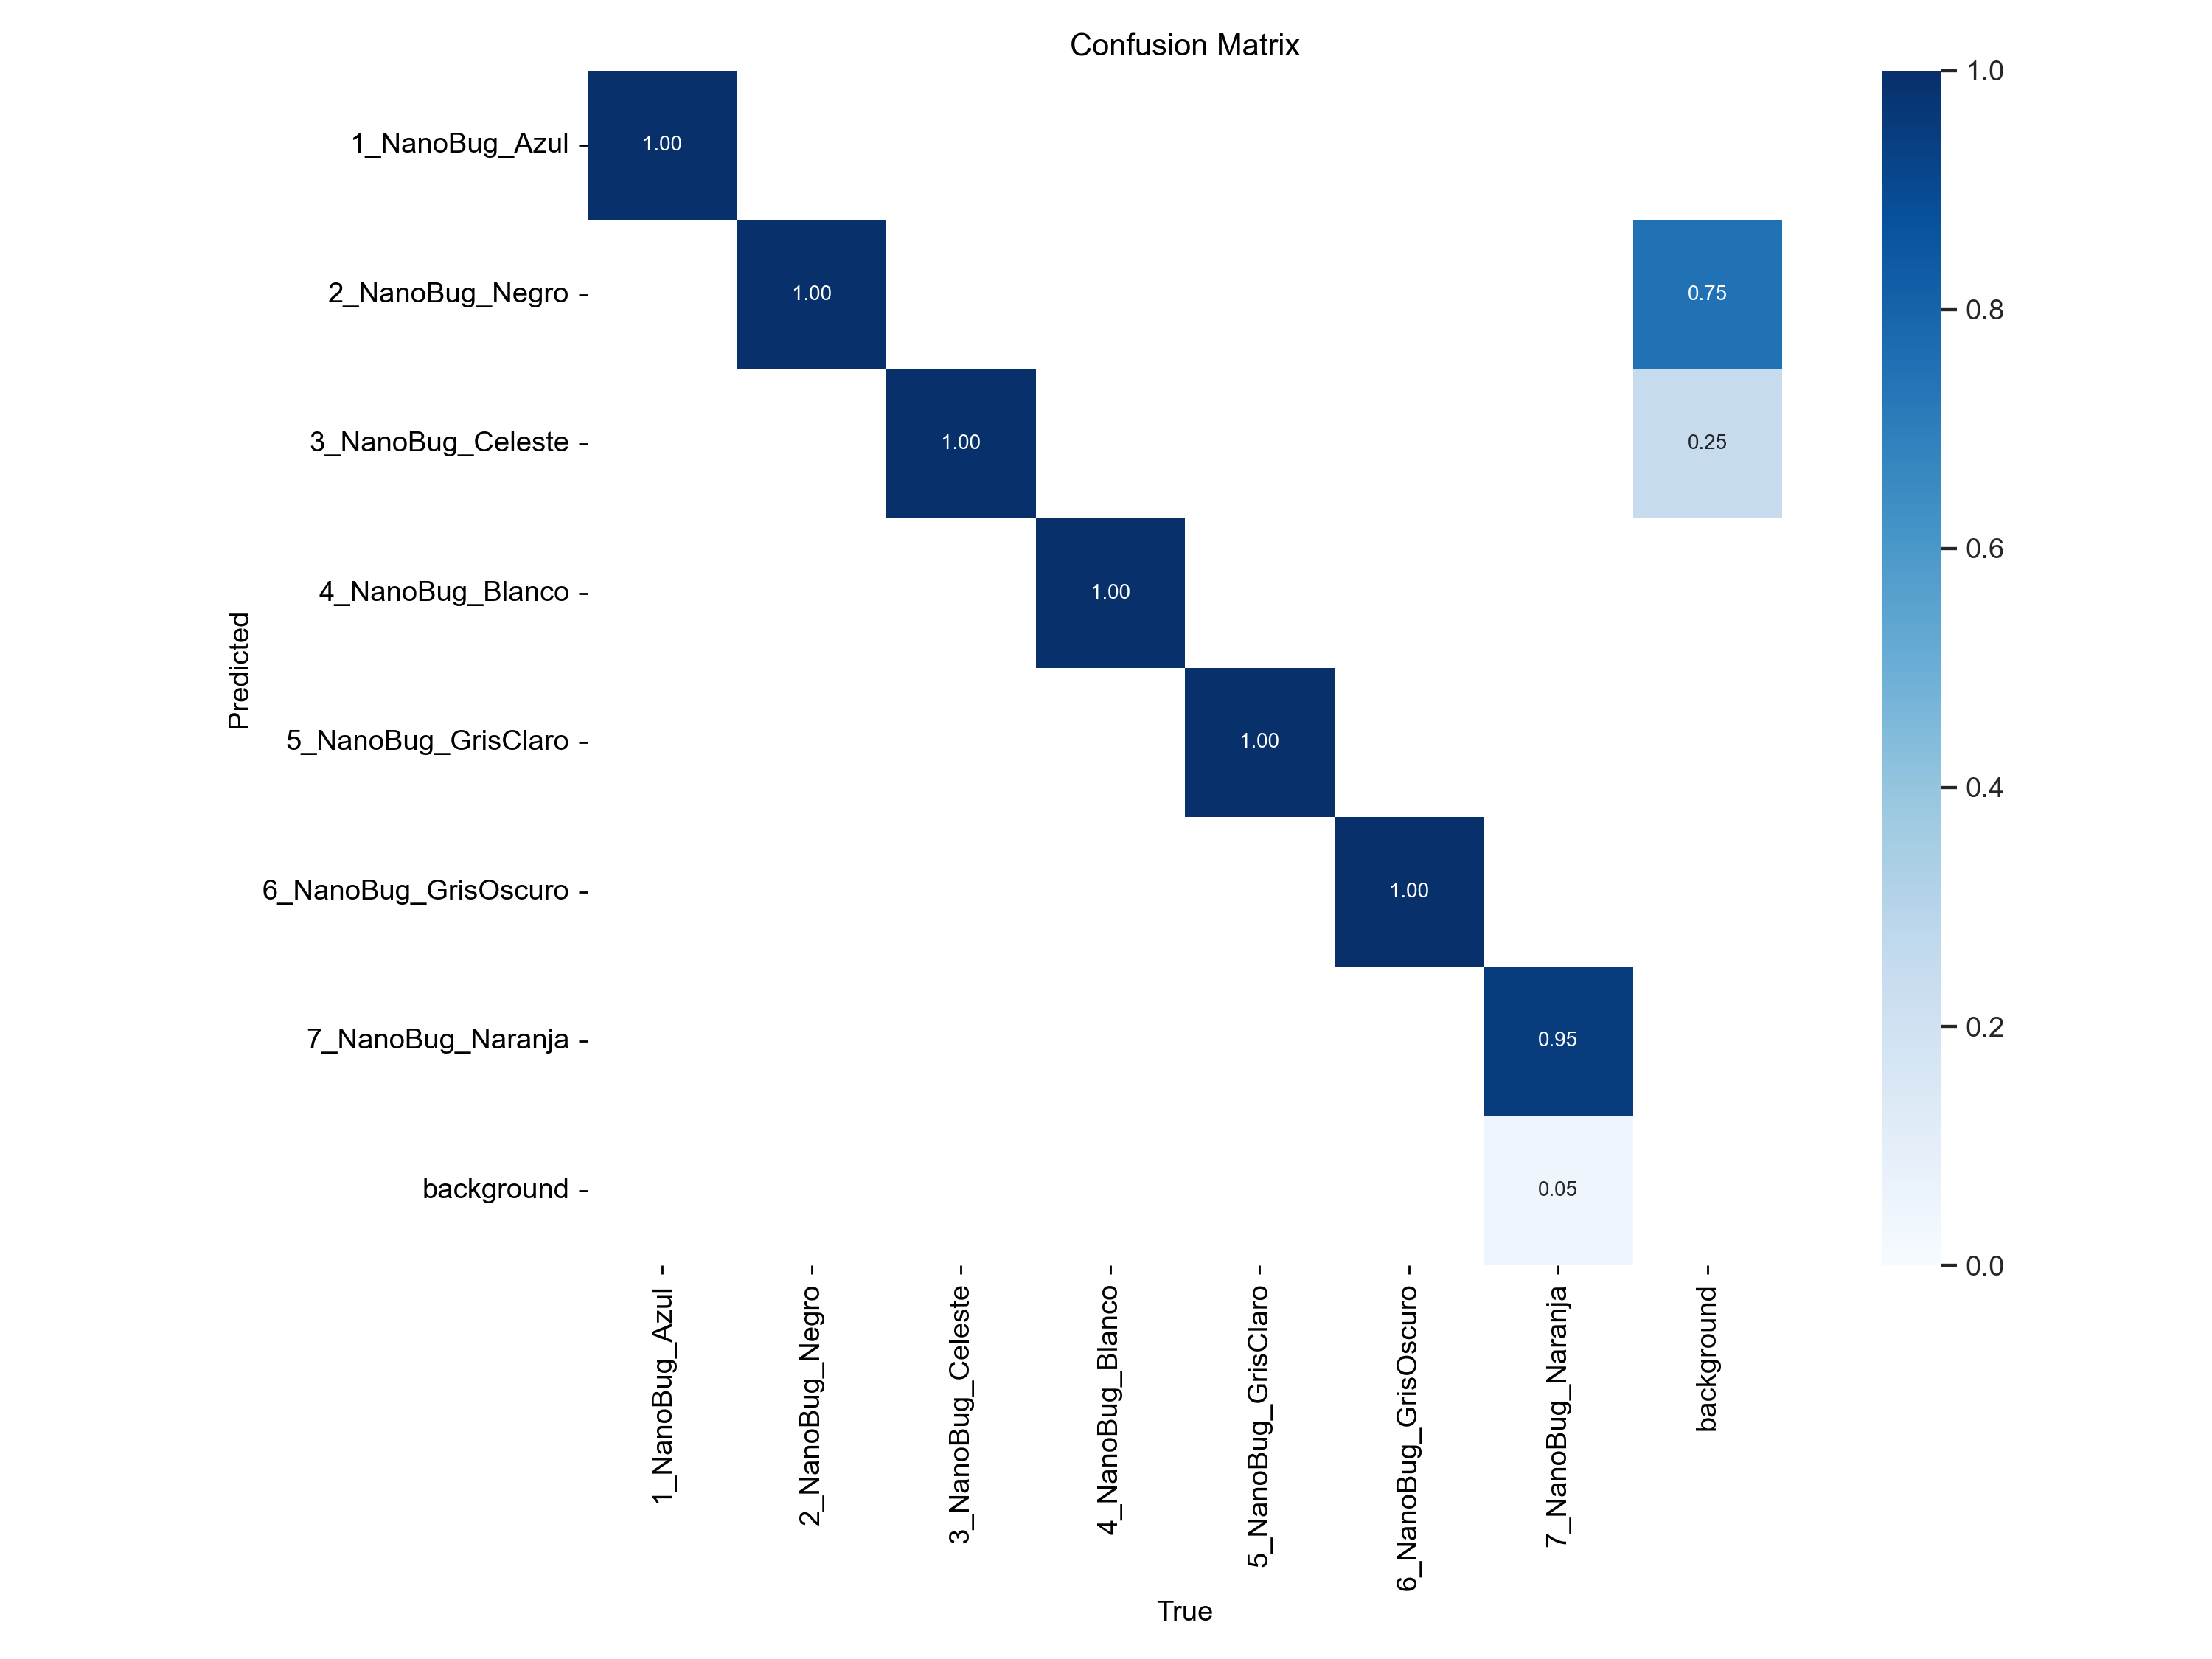 Confusion Matrix
1_NanoBug_Azul
2_NanoBug_Negro
3_NanoBug_Celeste
4_NanoBug_Blanco
5_NanoBug_GrisClaro
6_NanoBug_GrisOscuro
7_NanoBug_Naranja
background
Predicted
1.00
1.00
0.75
1.00
0.25
1.00
1.00
1.00
0.95
0.05
1_NanoBug_Azul
2_NanoBug_Negro
3_NanoBug_Celeste
4_NanoBug_Blanco
5_NanoBug_GrisClaro
6_NanoBug_GrisOscuro
7_NanoBug_Naranja
background
True
1.0
0.8
0.6
0.4
0.2
0.0